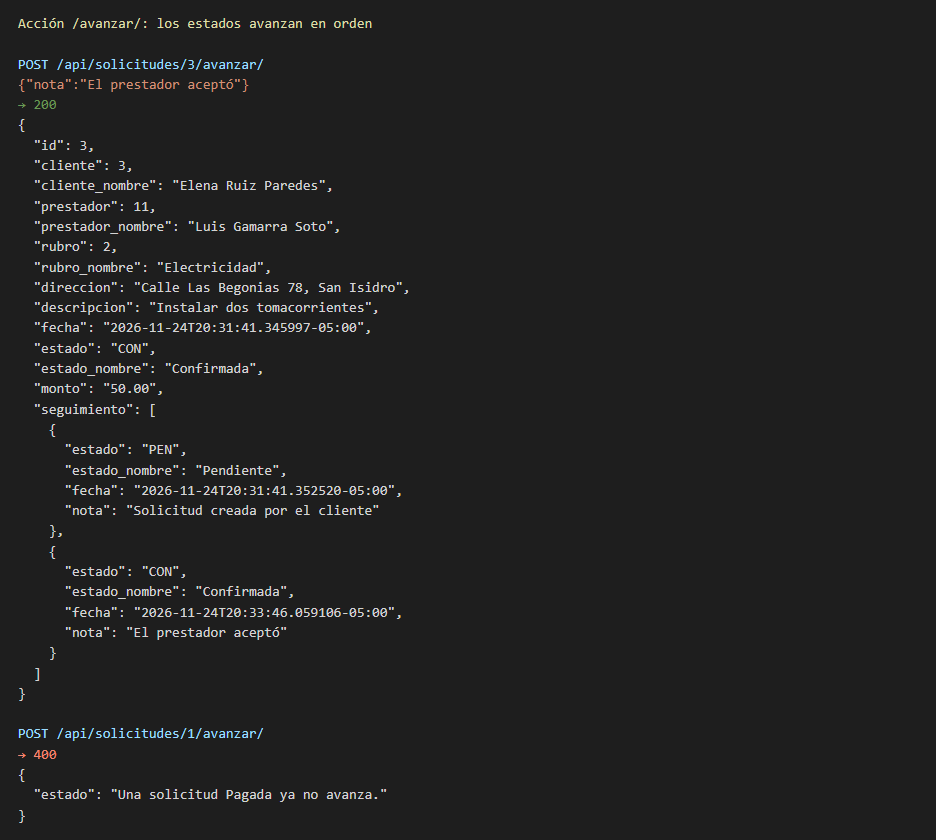 Acción /avanzar/: los estados avanzan en orden
POST /api/solicitudes/3/avanzar/
{"nota":"El prestador aceptó"}
→ 200
{
  "id": 3,
  "cliente": 3,
  "cliente_nombre": "Elena Ruiz Paredes",
  "prestador": 11,
  "prestador_nombre": "Luis Gamarra Soto",
  "rubro": 2,
  "rubro_nombre": "Electricidad",
  "direccion": "Calle Las Begonias 78, San Isidro",
  "descripcion": "Instalar dos tomacorrientes",
  "fecha": "2026-11-24T20:31:41.345997-05:00",
  "estado": "CON",
  "estado_nombre": "Confirmada",
  "monto": "50.00",
  "seguimiento": [
    {
      "estado": "PEN",
      "estado_nombre": "Pendiente",
      "fecha": "2026-11-24T20:31:41.352520-05:00",
      "nota": "Solicitud creada por el cliente"
    },
    {
      "estado": "CON",
      "estado_nombre": "Confirmada",
      "fecha": "2026-11-24T20:33:46.059106-05:00",
      "nota": "El prestador aceptó"
    }
  ]
}
POST /api/solicitudes/1/avanzar/
→ 400
{
  "estado": "Una solicitud Pagada ya no avanza."
}